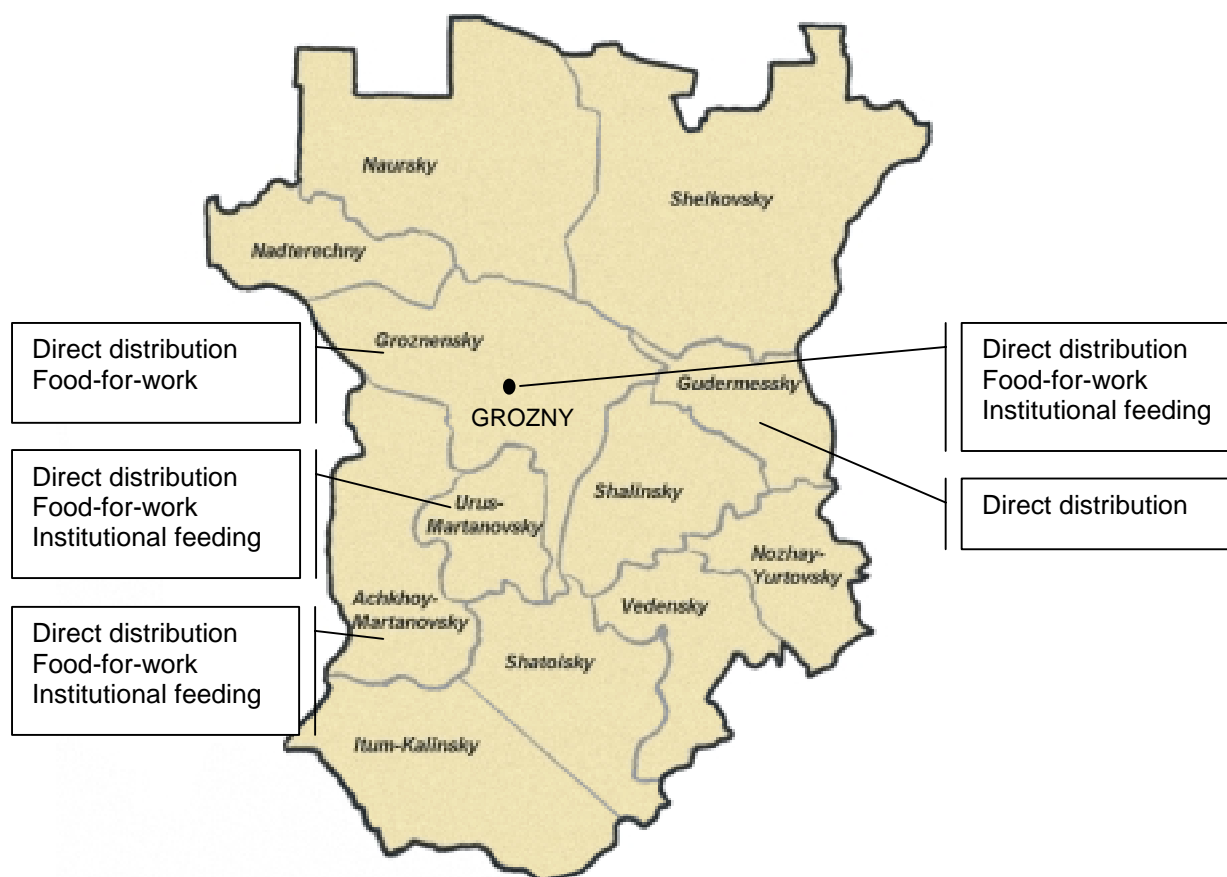 Naursky
Shelkovsky
Nadterechny
Direct distribution
Food-for-work
Groznensky
GROZNY
Gudermessky
Direct distribution
Food-for-work
Institutional feeding
Direct distribution
Food-for-work
Institutional feeding
Urus-
Martanovsky
Shalinsky
Direct distribution
Nozhay-
Yurtovsky
Achkhoy-
Martanovsky
Vedensky
Direct distribution
Food-for-work
Institutional feeding
Shatoisky
Itum-Kalinsky